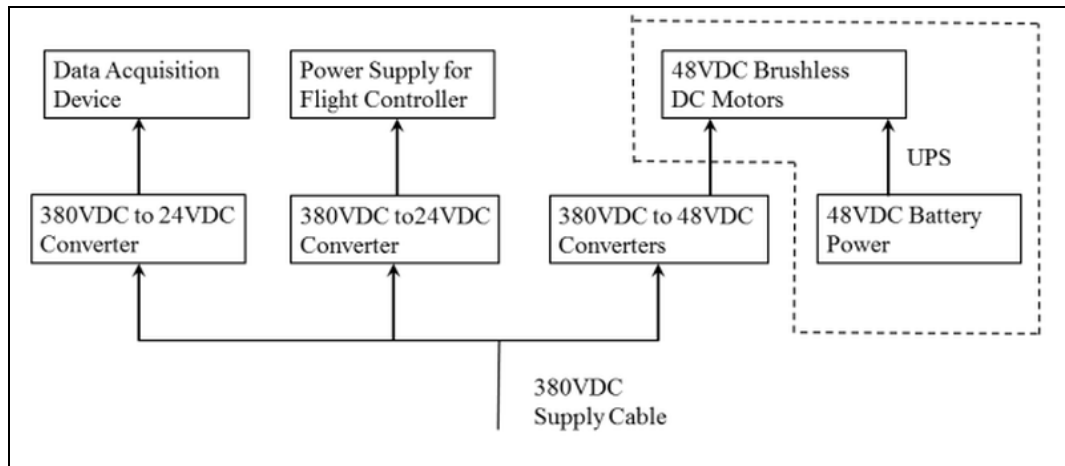 Data Acquisition
Device
Power Supply for
Flight Controller
48VDC Brushless
DC Motors
UPS
380VDC to 24VDC
Converter
380VDC to24VDC
Converter
380VDC to 48VDC
Converters
48VDC Battery
Power
380VDC
Supply Cable